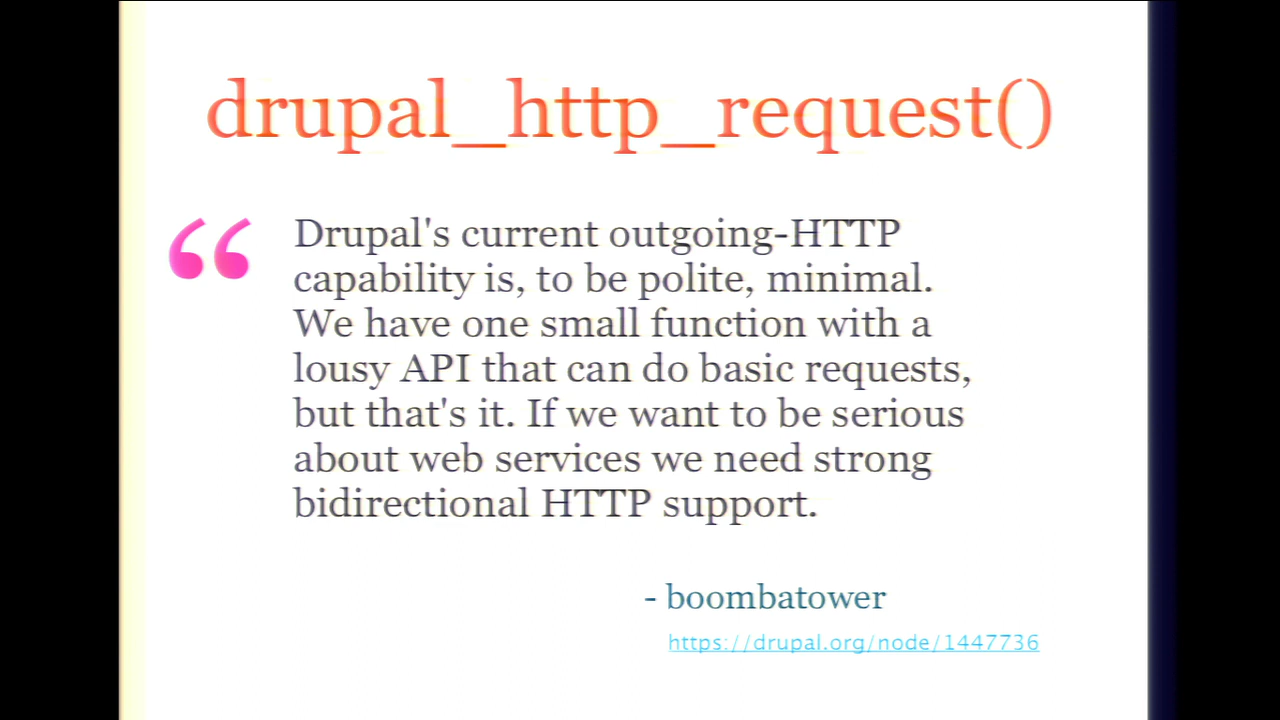 drupal_http_request()
“
Drupal's current outgoing-HTTP
capability is, to be polite, minimal.
We have one small function with a
lousy API that can do basic requests,
but that's it. If we want to be serious
about web services we need strong
bidirectional HTTP support.
- boombatower
https://drupal.org/node/1447736